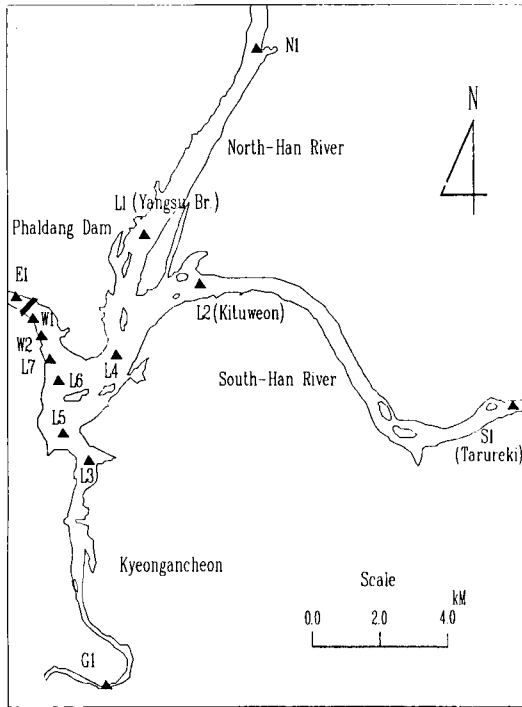 N1
N
North-Han River
L1 (Yangsu Br.)
Phaldang Dam
E1
W1
L2(Kituweon)
W2
L7
L4
L6
South-Han River
L5
S1
(Tarureki)
L3
Kyeongancheon
Scale
kM
0.0 2.0 4.0
G1